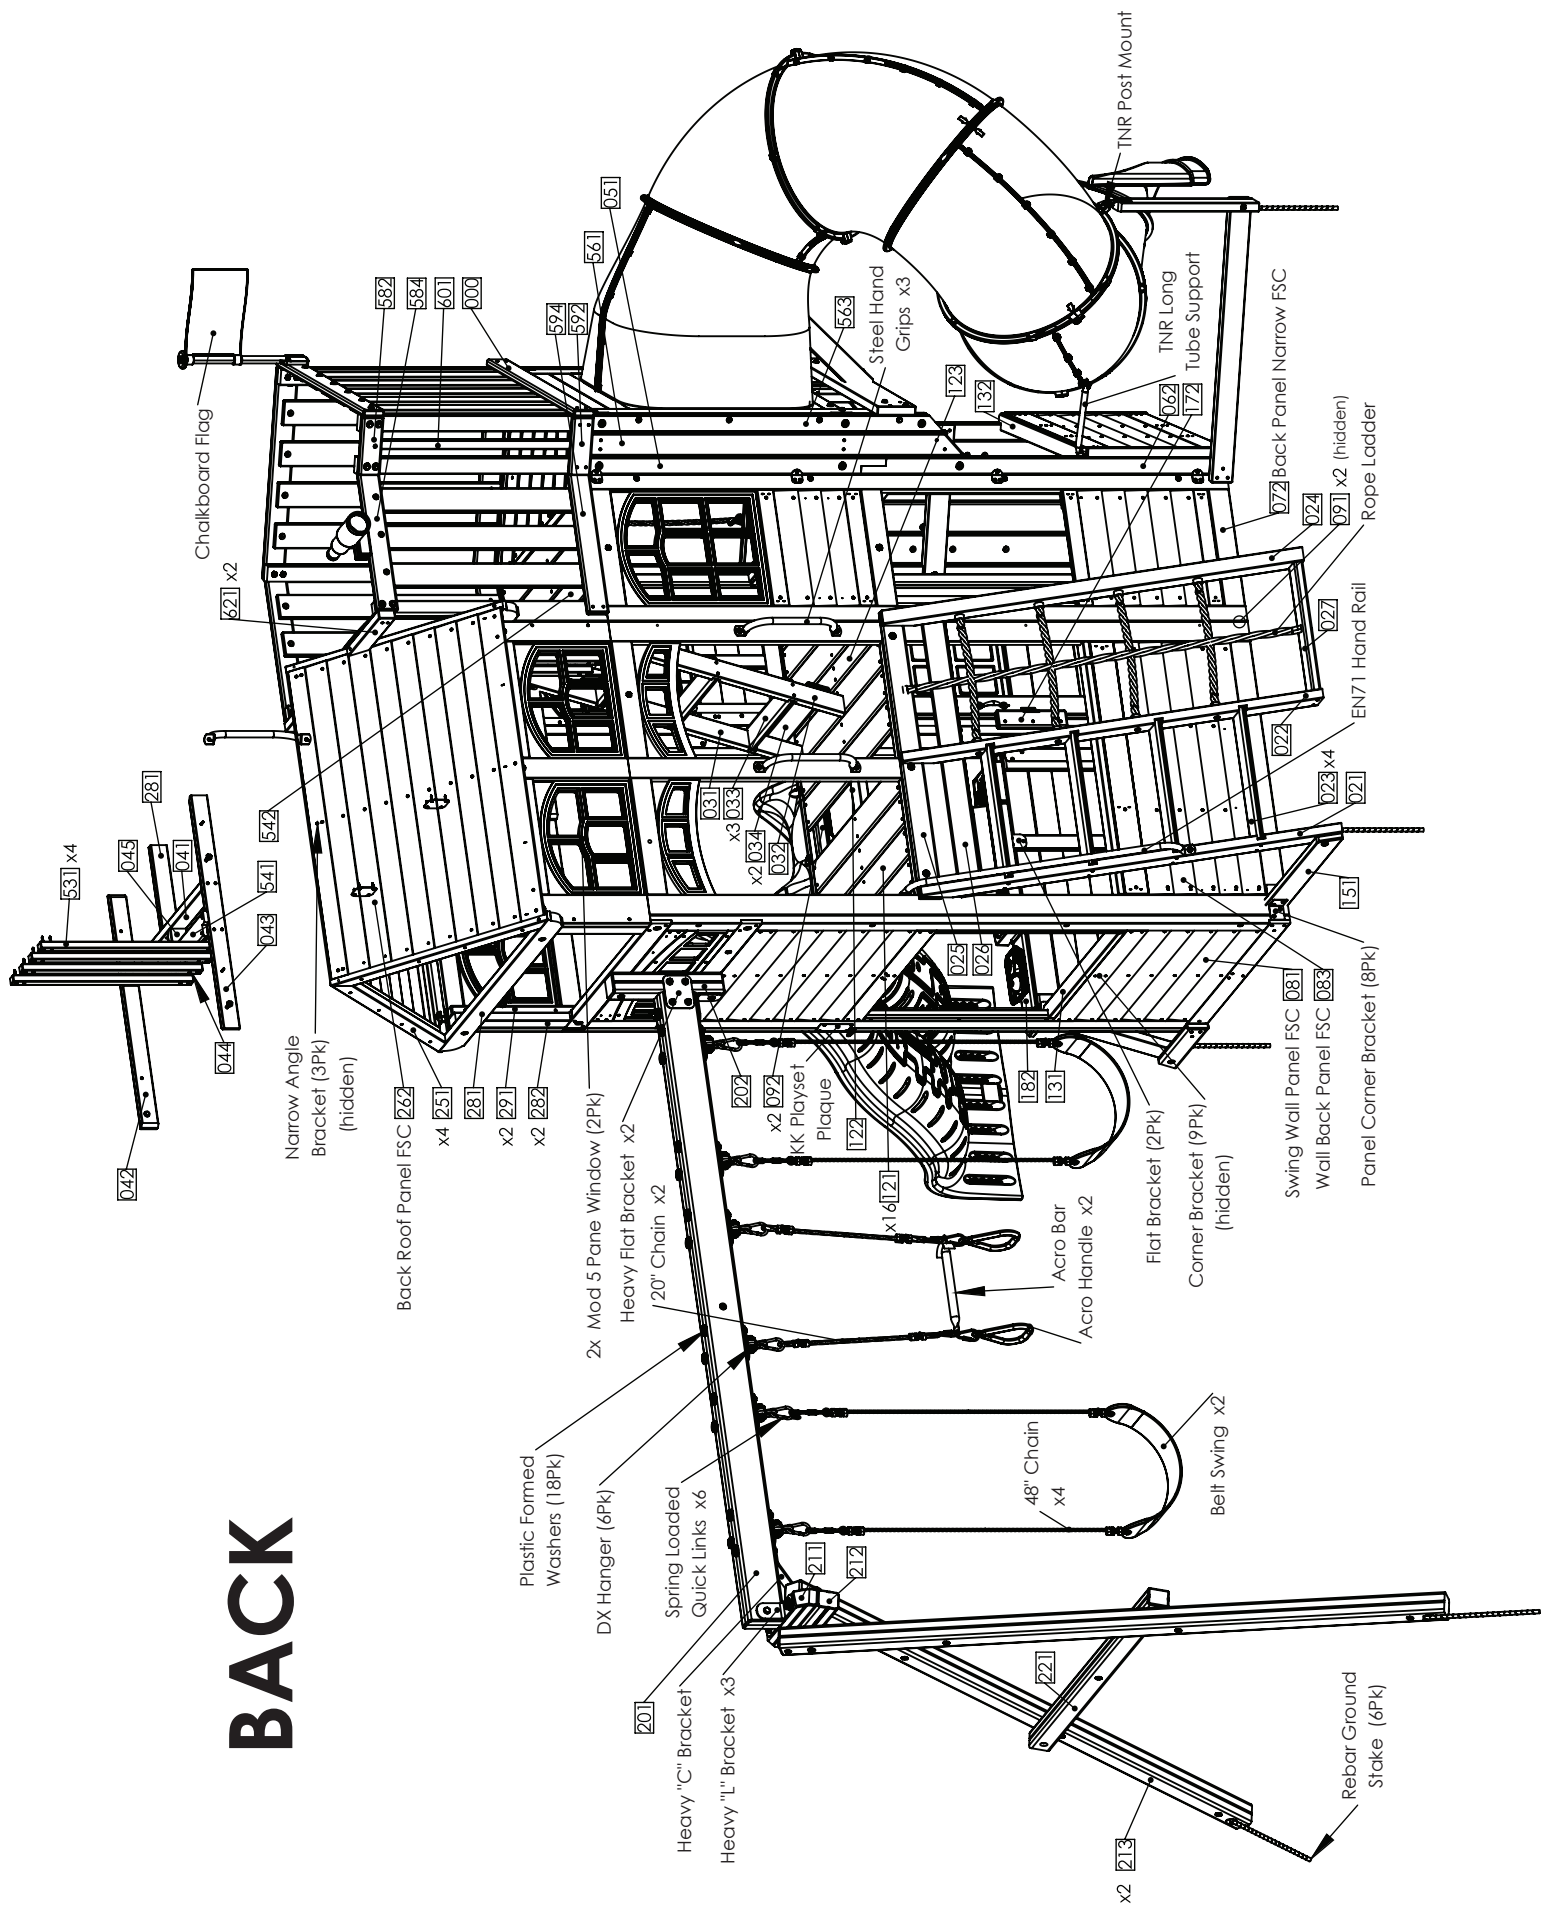 BACK
Chalkboard Flag
621 x2
582
584
601
000
594
592
561
051
563
Steel Hand
Grips x3
123
132
TNR Long
Tube Support
TNR Post Mount
062
172
072 Back Panel Narrow FSC
024
091 x2 (hidden)
Rope Ladder
027
EN71 Hand Rail
022
023 x4
021
151
281
045
041
531 x4
541
043
044
042
542
Narrow Angle
Bracket (3Pk)
(hidden)
Back Roof Panel FSC 262
x4 251
281
x2 291
x2 282
2x Mod 5 Pane Window (2Pk)
Heavy Flat Bracket x2
20" Chain x2
031
x3 033
x2 034
032
202
x2 092
KK Playset
Plaque
122
x16 121
025
026
182
131
Flat Bracket (2Pk)
Corner Bracket (9Pk)
(hidden)
Swing Wall Panel FSC 081
Wall Back Panel FSC 083
Panel Corner Bracket (8Pk)
Acro Bar
Acro Handle x2
Plastic Formed
Washers (18Pk)
DX Hanger (6Pk)
Spring Loaded
Quick Links x6
48" Chain
x4
Belt Swing x2
201
Heavy "C" Bracket
Heavy "L" Bracket x3
211
212
221
x2 213
Rebar Ground
Stake (6Pk)